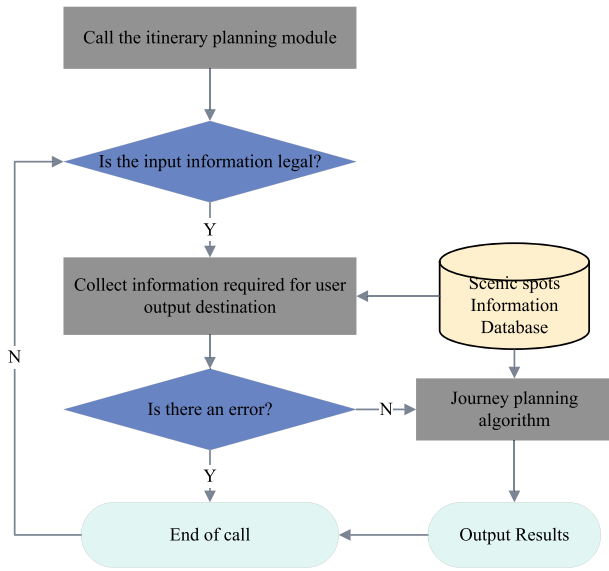 Call the itinerary planning module
Is the input information legal?
Y
Collect information required for user
output destination
Scenic spots
Information
Database
N
Is there an error?
N
Journey planning
algorithm
Y
End of call
Output Results